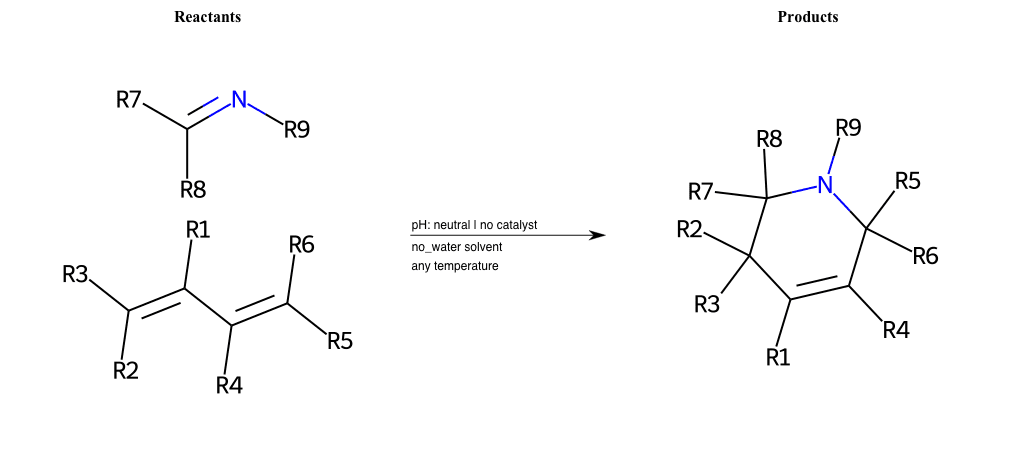 Reactants
Products
R7
N
R9
R8
R1
R3
R6
R2
R5
R4
pH: neutral | no catalyst
no_water solvent
any temperature
R9
R8
N
R5
R7
R2
R6
R3
R4
R1